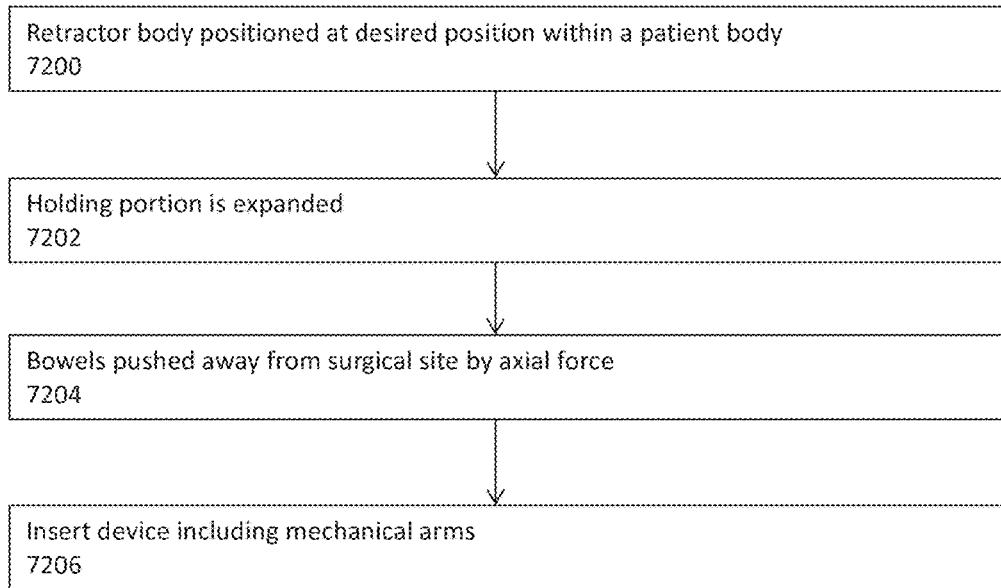 Retractor body positioned at desired position within a patient body
7200
Holding portion is expanded
7202
Bowels pushed away from surgical site by axial force
7204
Insert device including mechanical arms
7206